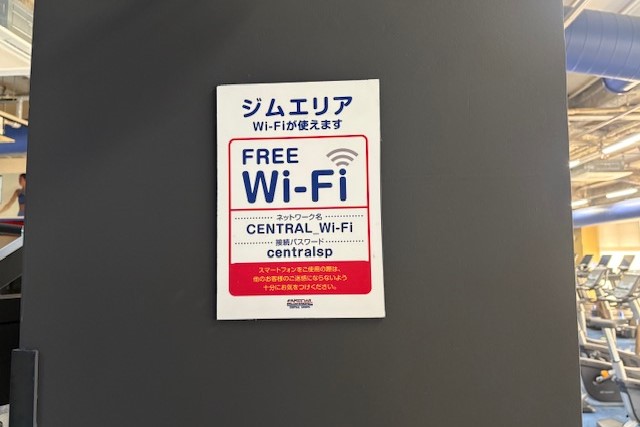 ジムエリア
Wi-Fiが使えます
FREE
Wi-Fi
ネットワーク名
CENTRAL_Wi-Fi
接続パスワード
centralsp
スマートフォンをご使用の際は、
他のお客様のご迷惑にならないよう
十分にお気をつけください。